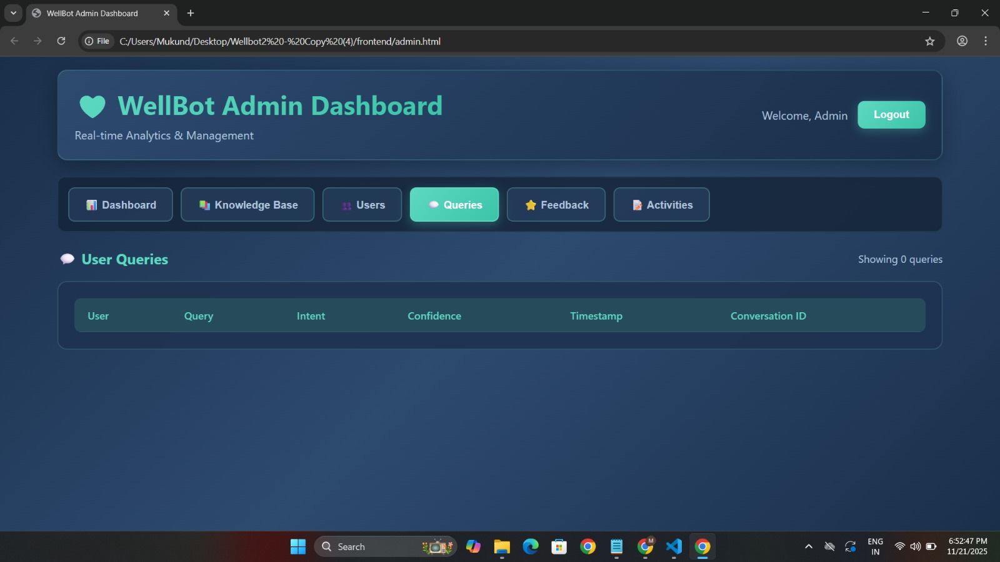 WellBot Admin Dashboard
File
C:/Users/Mukund/Desktop/Wellbot2%20-%20Copy%20(4)/frontend/admin.html
WellBot Admin Dashboard
Real-time Analytics & Management
Welcome, Admin
Logout
Dashboard
Knowledge Base
Users
Queries
Feedback
Activities
User Queries
Showing 0 queries
User Query Intent Confidence Timestamp Conversation ID
Search
M
ENG
IN
6:52:47 PM
11/21/2025